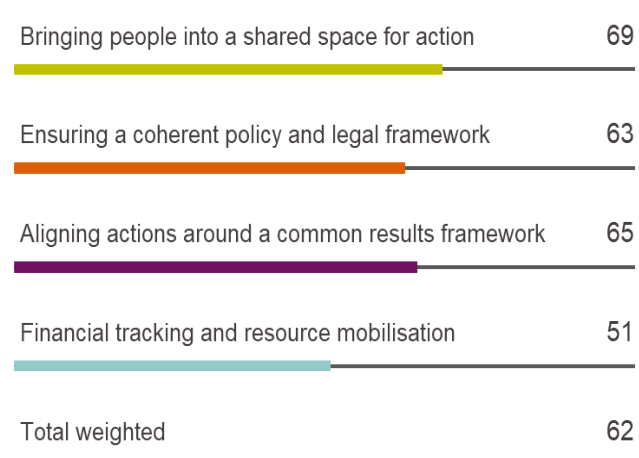 Bringing people into a shared space for action 69
Ensuring a coherent policy and legal framework 63
Aligning actions around a common results framework 65
Financial tracking and resource mobilisation 51
Total weighted 62